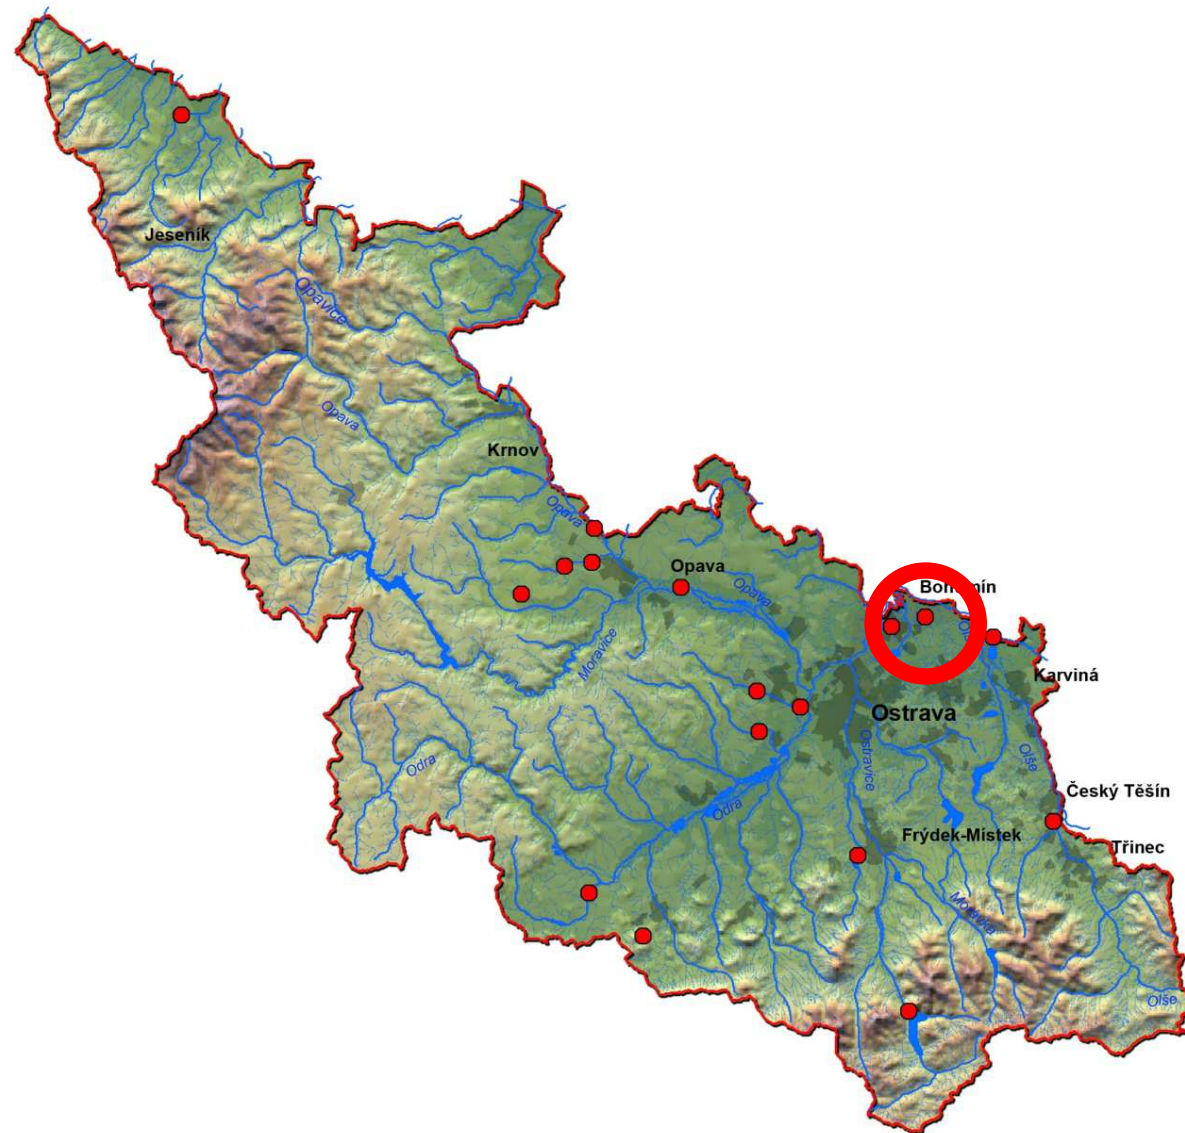 Jeseník
Opavice
Opava
Krnov
Opava
Opava
Opava
Bohumín
Moravice
Karviná
Ostrava
Odra
Ostravice
Olše
Český Těšín
Odra
Frýdek-Místek
Třinec
Morávka
Olše